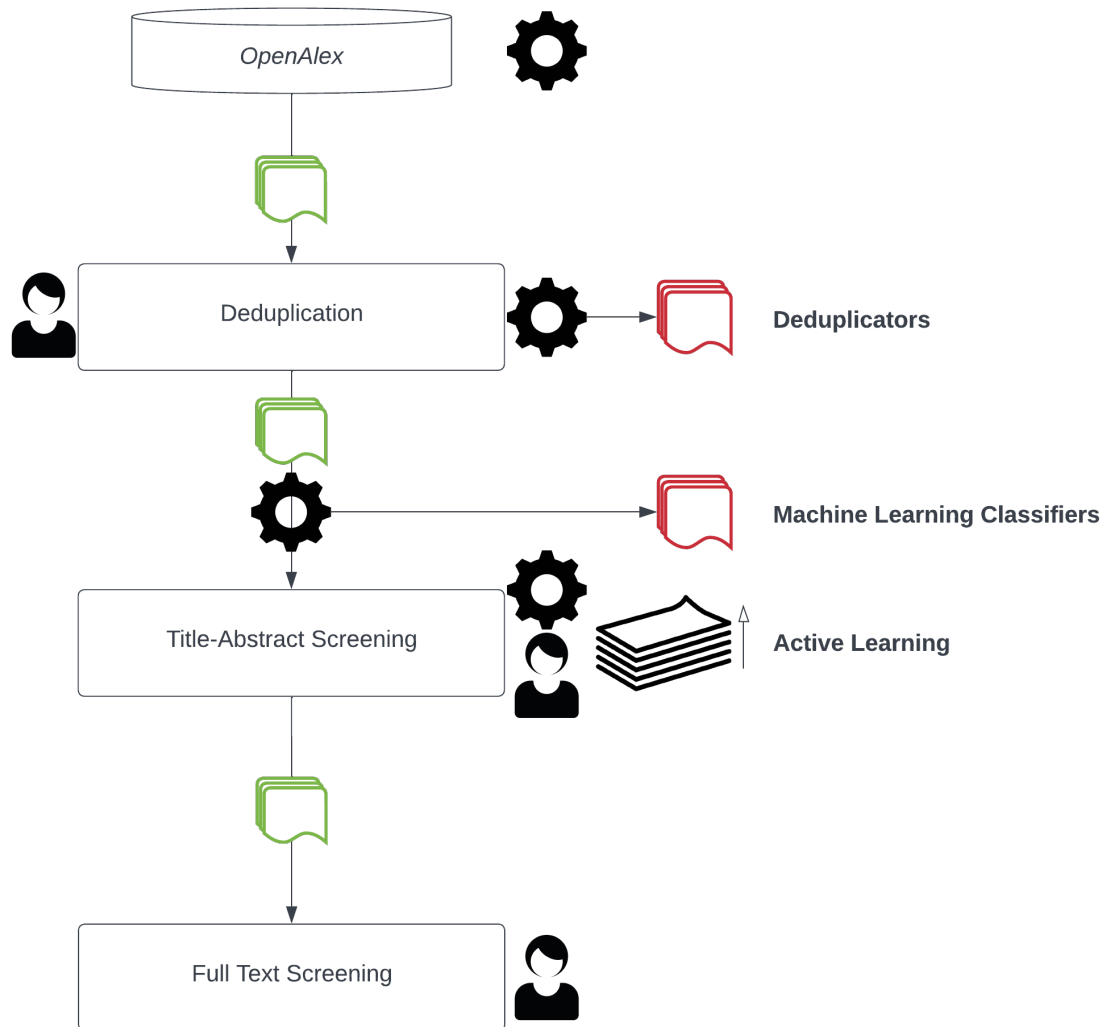 OpenAlex
Deduplication
Deduplicators
Machine Learning Classifiers
Title-Abstract Screening
Active Learning
Full Text Screening